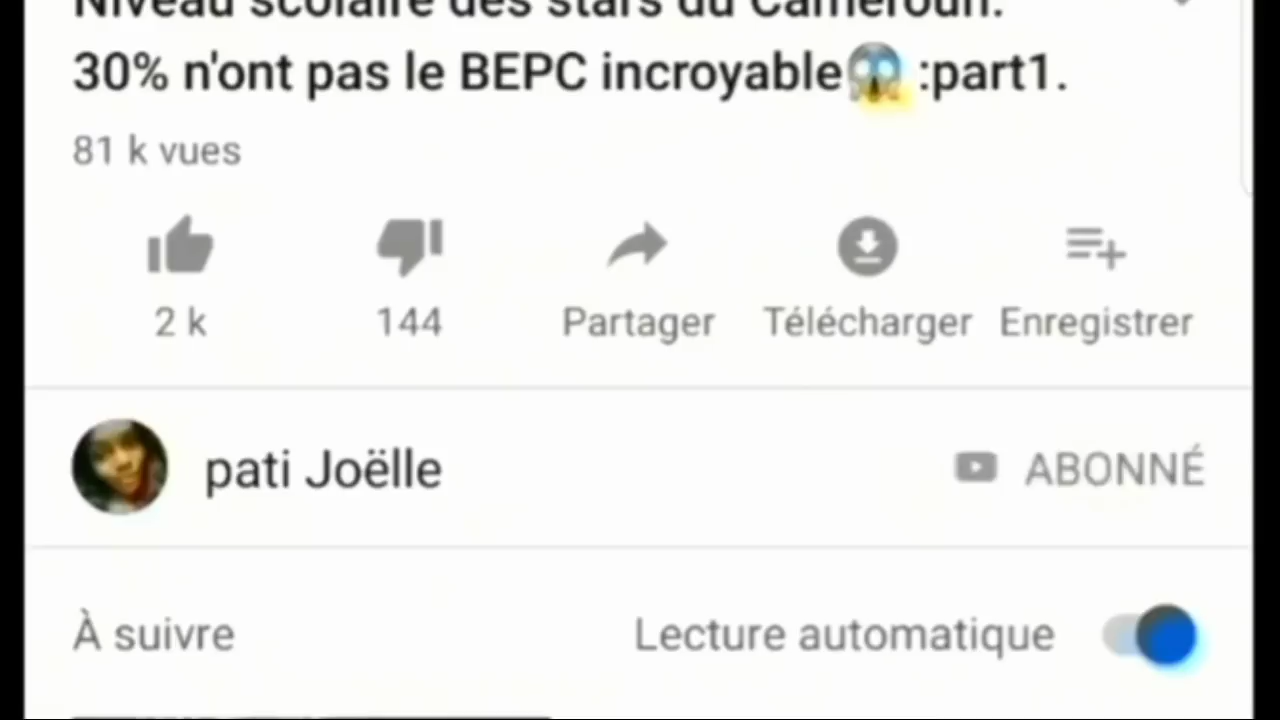 Niveau scolaire des stars du Cameroun.
30% n'ont pas le BEPC incroyable😱 :part1.
81 k vues
2 k
144
Partager
Télécharger
Enregistrer
pati Joëlle
ABONNÉ
À suivre
Lecture automatique